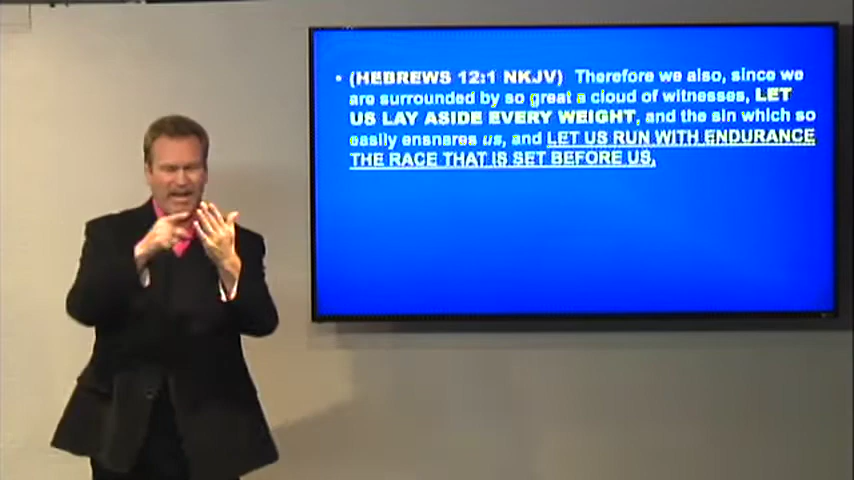 • (HEBREWS 12:1 NKJV) Therefore we also, since we
are surrounded by so great a cloud of witnesses, LET
US LAY ASIDE EVERY WEIGHT, and the sin which so
easily ensnares us, and LET US RUN WITH ENDURANCE
THE RACE THAT IS SET BEFORE US,